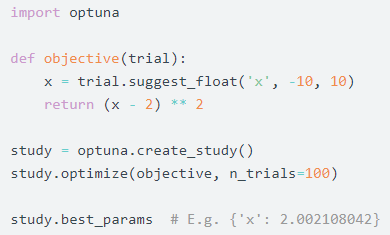 import optuna
def objective(trial):
    x = trial.suggest_float('x', -10, 10)
    return (x - 2) ** 2
study = optuna.create_study()
study.optimize(objective, n_trials=100)
study.best_params  # E.g. {'x': 2.002108042}